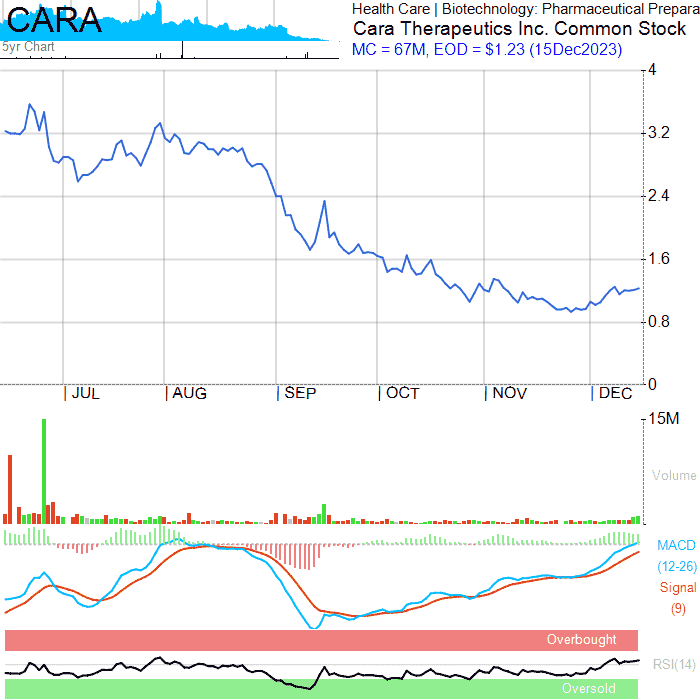 CARA
5yr Chart
Health Care | Biotechnology: Pharmaceutical Prepara
Cara Therapeutics Inc. Common Stock
MC = 67M, EOD = $1.23 (15Dec2023)
4
3.2
2.4
1.6
0.8
0
JUL AUG SEP OCT NOV DEC
15M
Volume
MACD
(12-26)
Signal
(9)
Overbought
RSI(14)
Oversold